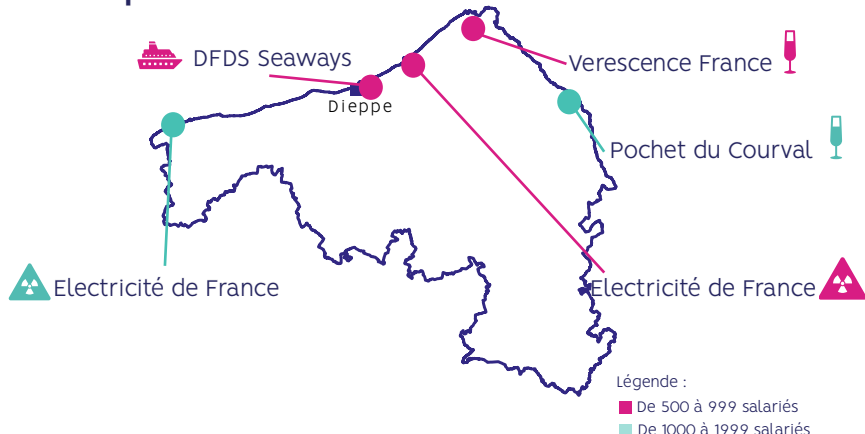 DFDS Seaways
Verescence France
Dieppe
Pochet du Courval
Electricité de France
Electricité de France
Légende :
De 500 à 999 salariés
De 1000 à 1999 salariés